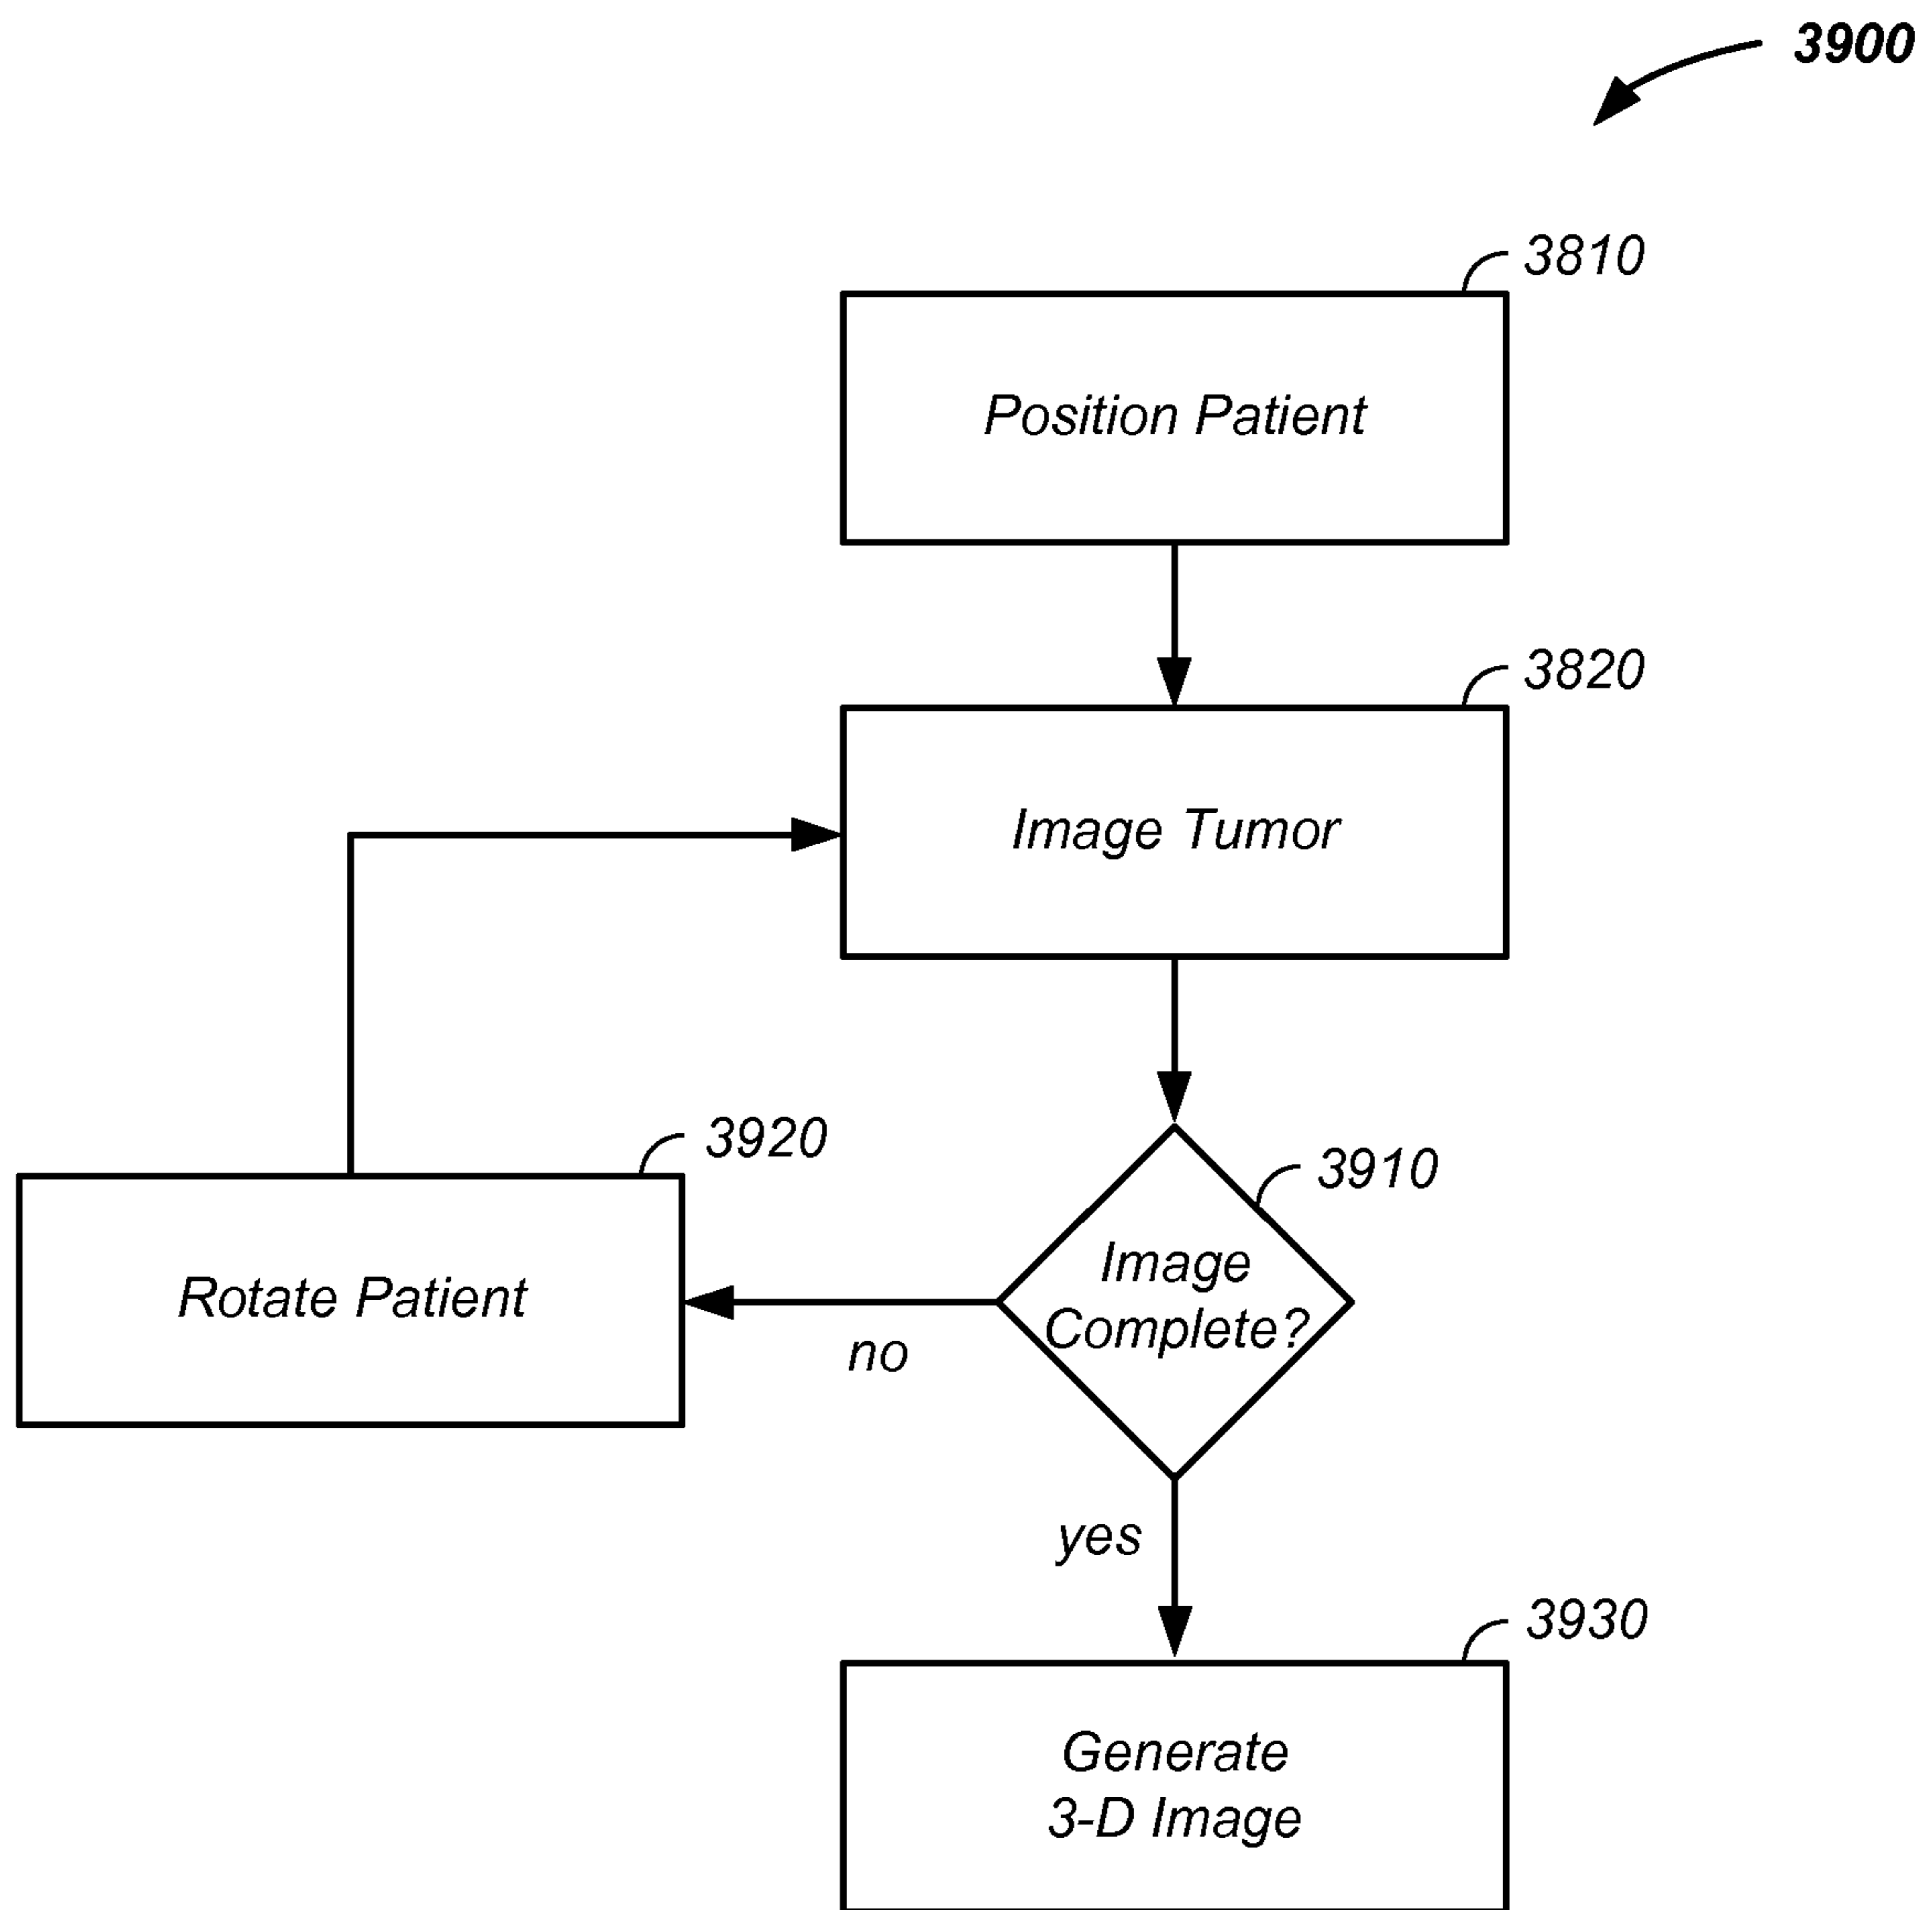 3900
3810
Position Patient
3820
Image Tumor
3920
3910
Image
Complete?
Rotate Patient
no
yes
3930
Generate
3-D Image